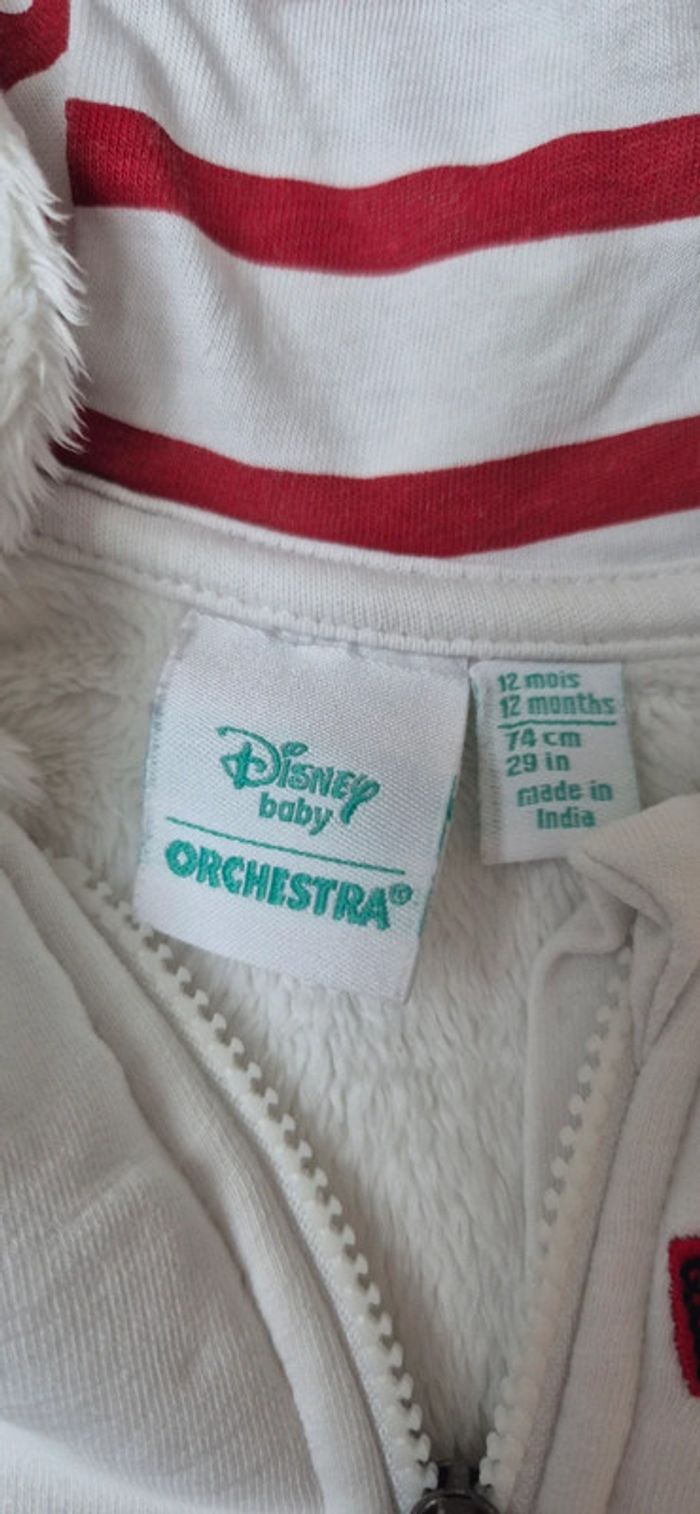 Disney
baby
ORCHESTRA®
12 mois
12 months
74 cm
29 in
made in
India